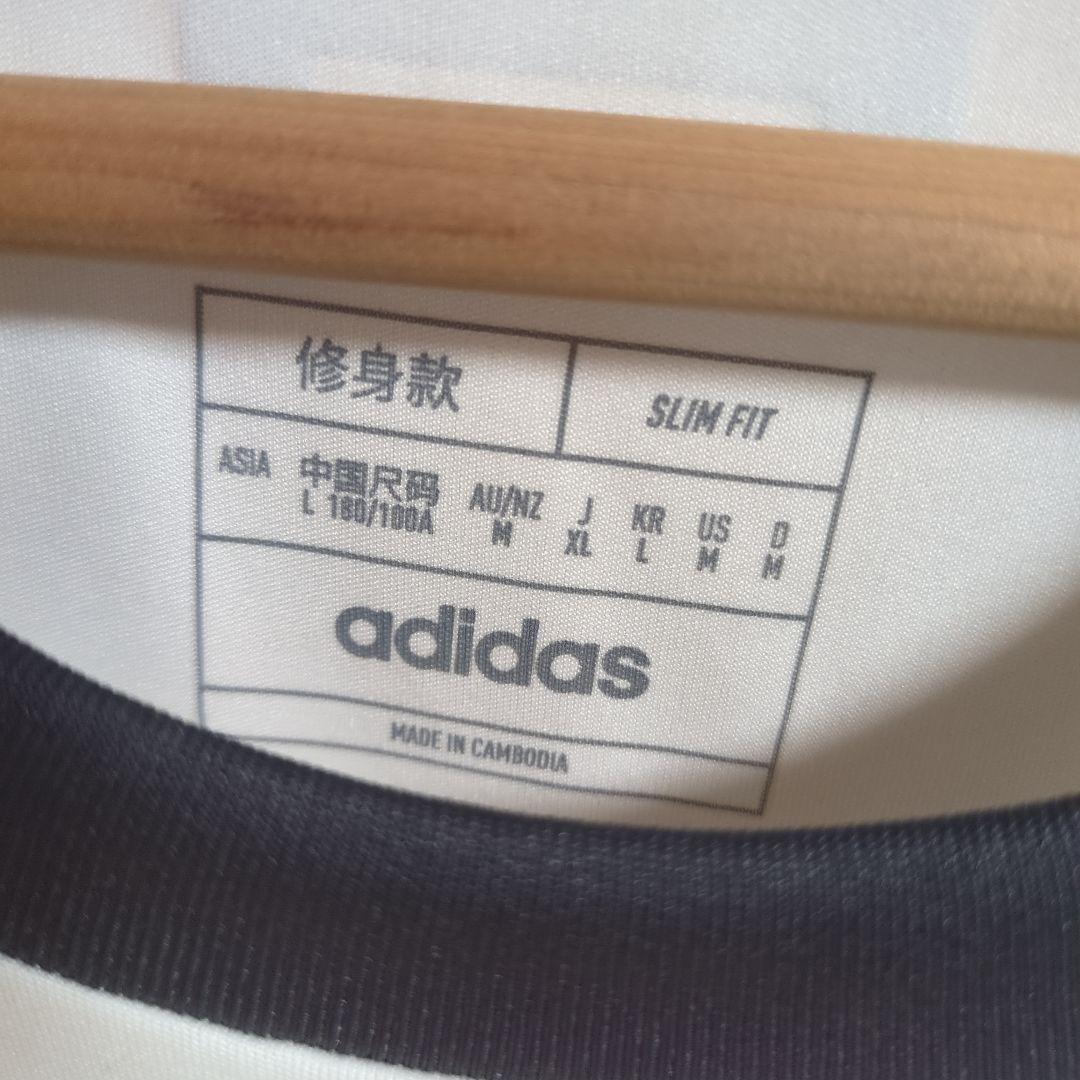 修身款
SLIM FIT
ASIA
中国尺码
L 180/100A
AU/NZ
M
J
XL
KR
L
US
M
D
M
adidas
MADE IN CAMBODIA